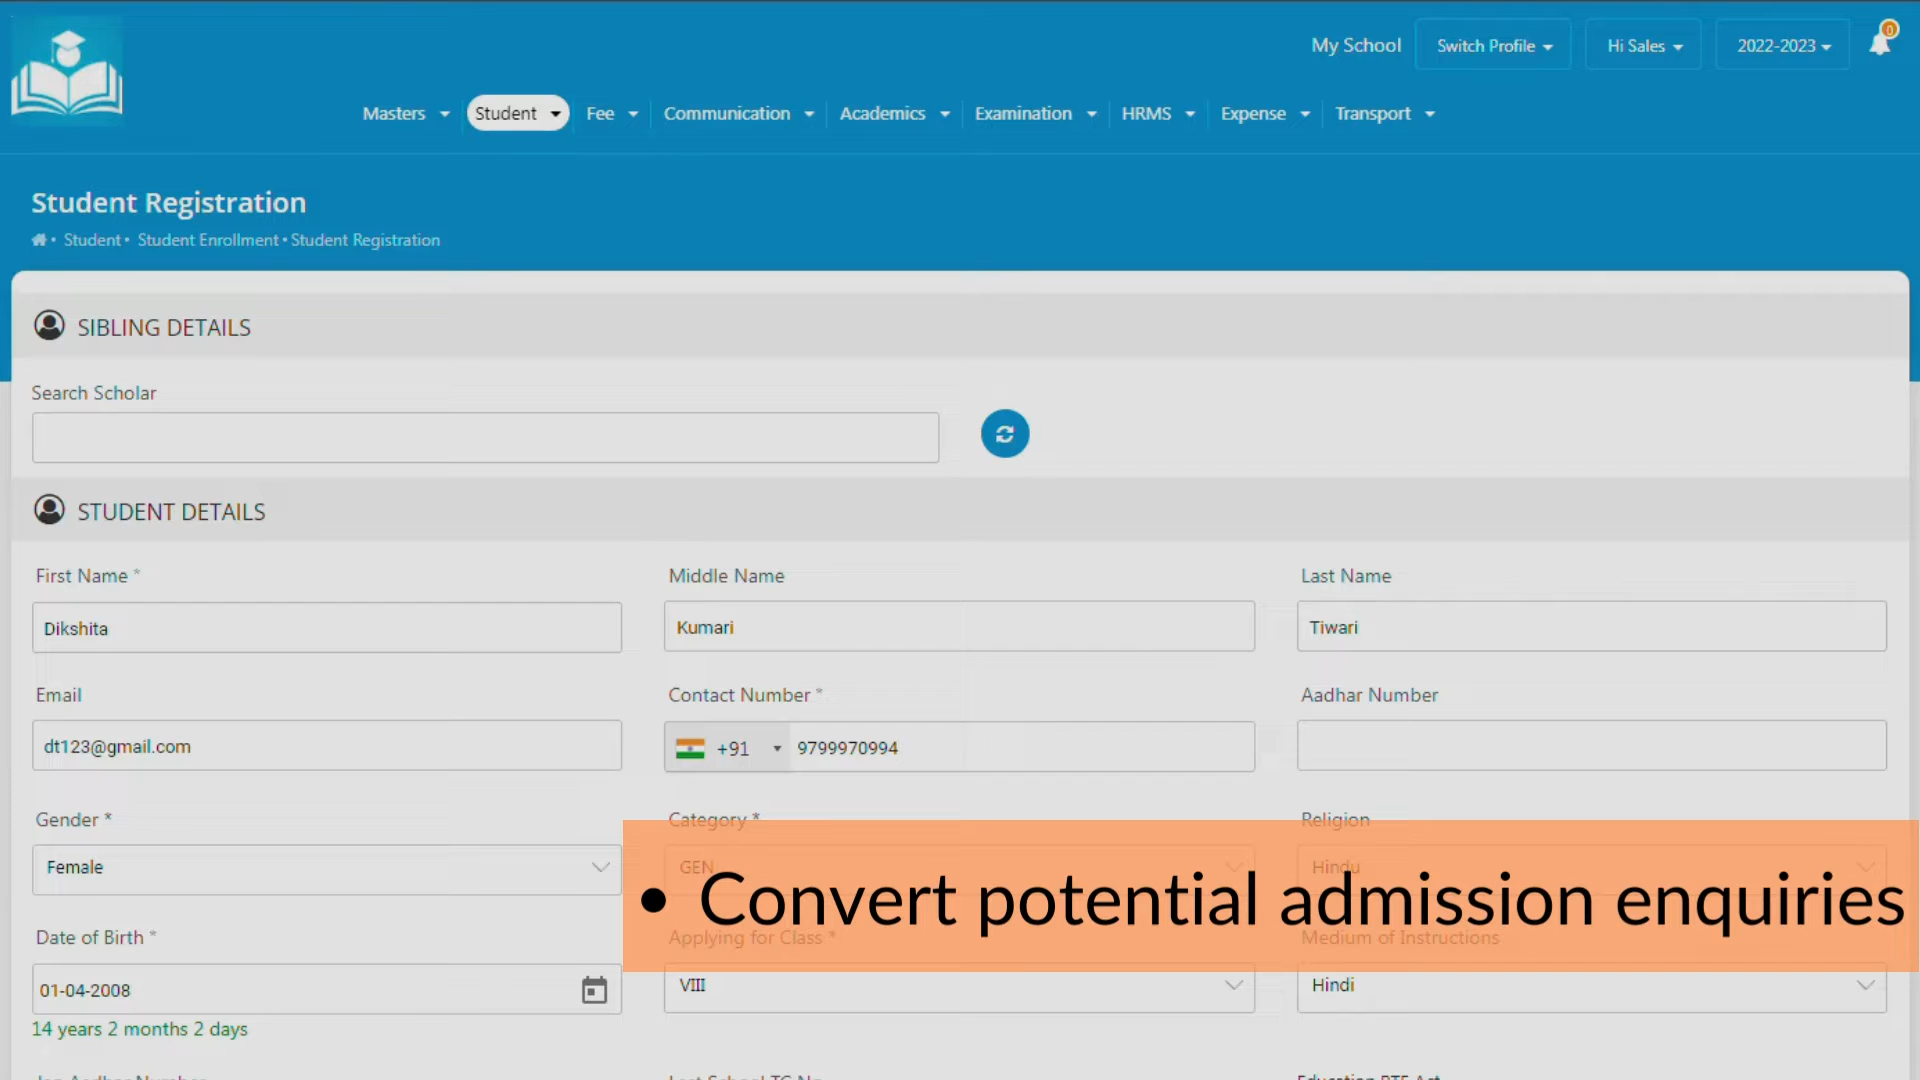 My School
Switch Profile
Hi Sales
2022-2023
0
Masters
Student
Fee
Communication
Academics
Examination
HRMS
Expense
Transport
Student Registration
Student • Student Enrollment • Student Registration
SIBLING DETAILS
Search Scholar
STUDENT DETAILS
First Name *
Middle Name
Last Name
Dikshita
Kumari
Tiwari
Email
Contact Number *
Aadhar Number
dt123@gmail.com
+91
9799970994
Gender *
Category *
Religion
Female
GEN
Hindu
• Convert potential admission enquiries
Date of Birth *
Applying for Class *
Medium of Instructions
01-04-2008
VIII
Hindi
14 years 2 months 2 days